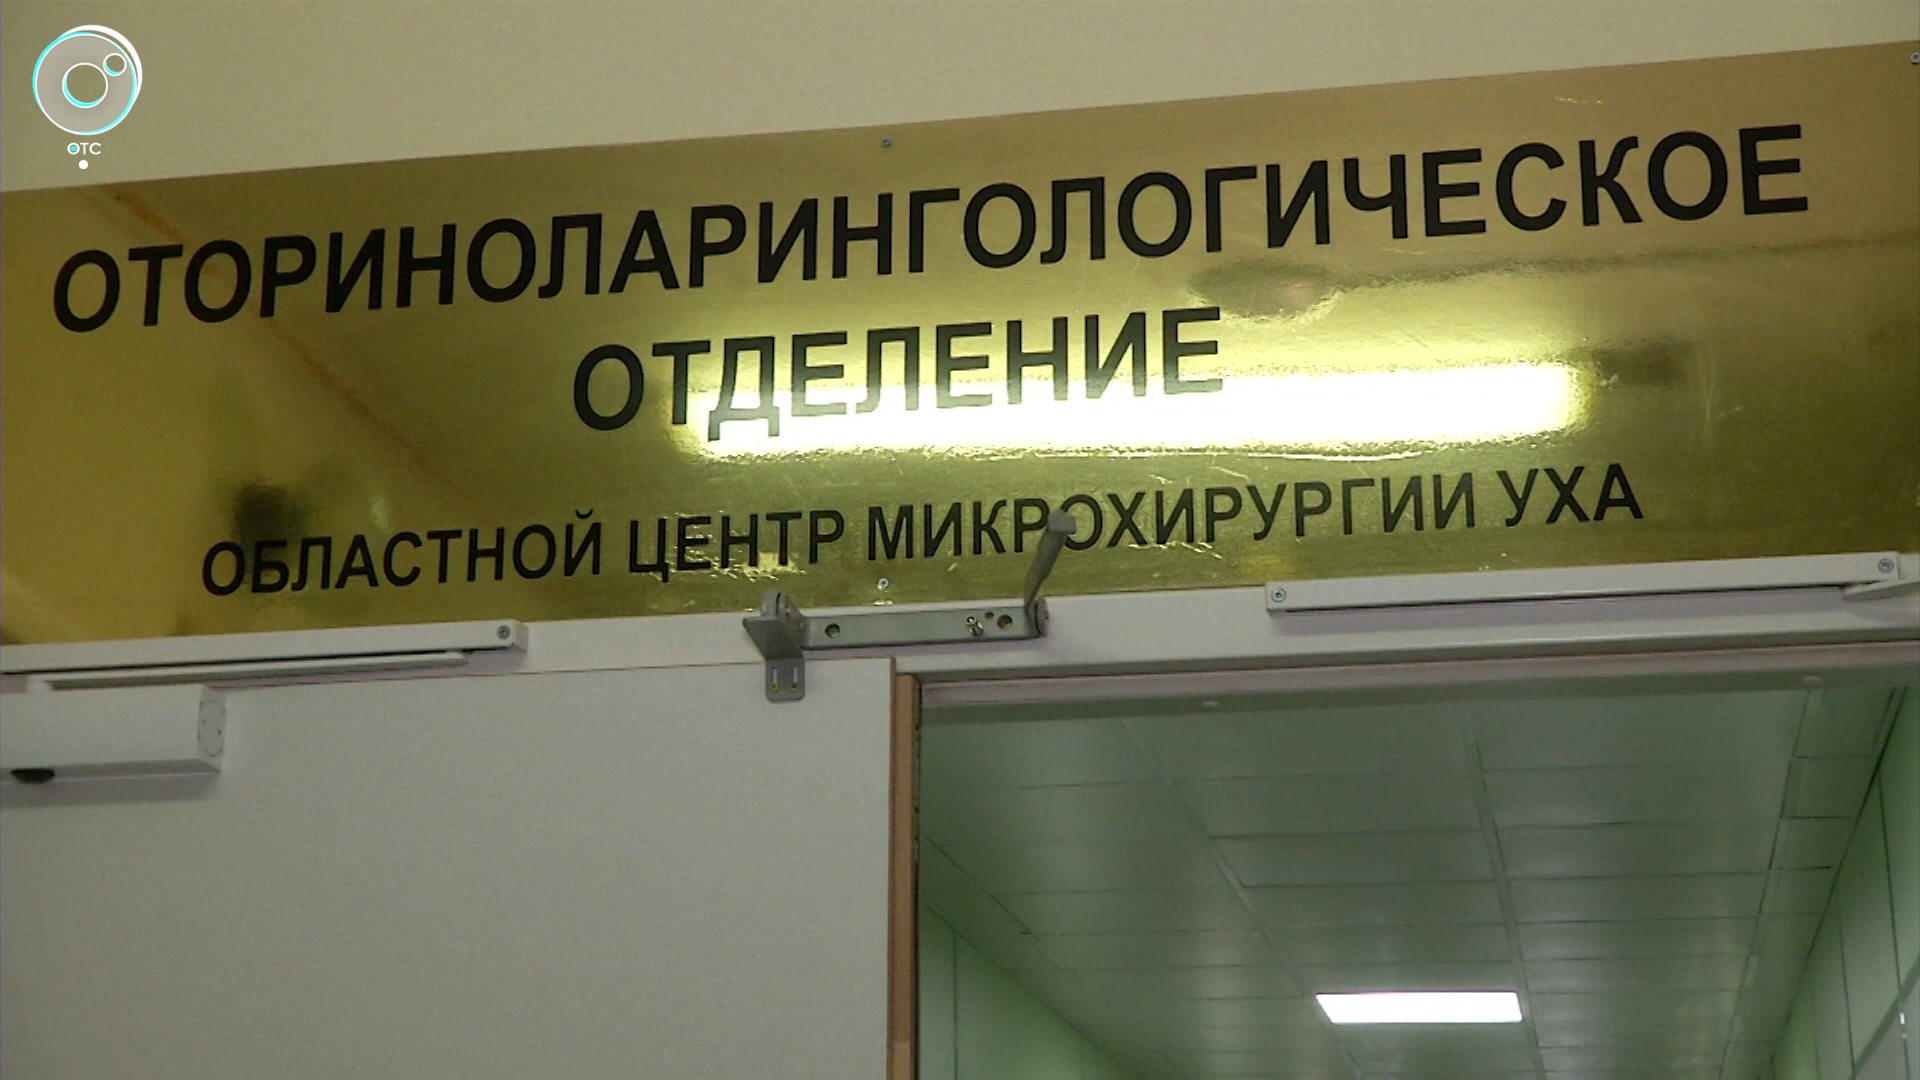 ОТС
ОТОРИНОЛАРИНГОЛОГИЧЕСКОЕ
ОТДЕЛЕНИЕ
ОБЛАСТНОЙ ЦЕНТР МИКРОХИРУРГИИ УХА